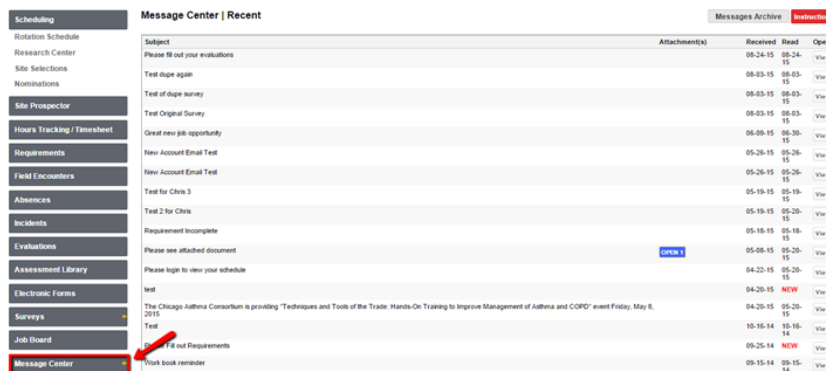 Scheduling
Rotation Schedule
Research Center
Site Selections
Nominations
Site Prospector
Hours Tracking / Timesheet
Requirements
Field Encounters
Absences
Incidents
Evaluations
Assessment Library
Electronic Forms
Surveys
Job Board
Message Center
Message Center | Recent
Messages Archive
Subject Attachment(s) Received Read
Please fill out your evaluations 08-24-15 08-24-
15
Test dupe again 08-03-15 08-03-
15
Test of dupe survey 08-03-15 08-03-
15
Test Original Survey 08-03-15 08-03-
15
Great new job opportunity 06-09-15 06-30-
15
New Account Email Test 05-26-15 05-26-
15
New Account Email Test 05-26-15 05-26-
15
Test for Chris 3 05-19-15 05-19-
15
Test 2 for Chris 05-19-15 05-20-
15
Requirement Incomplete 05-18-15 05-18-
15
Please see attached document OPEN 1 05-08-15 05-20-
15
Please login to view your schedule 04-22-15 05-20-
15
test 04-20-15 NEW
The Chicago Asthma Consortium is providing "Techniques and Tools of the Trade: Hands-On Training to Improve Management of Asthma and COPD" event Friday, May 8, 04-20-15 05-20-
2015 15
Test 10-16-14 10-16-
14
Fill out Requirements 09-25-14 NEW
Work book reminder 09-15-14 09-15-
14